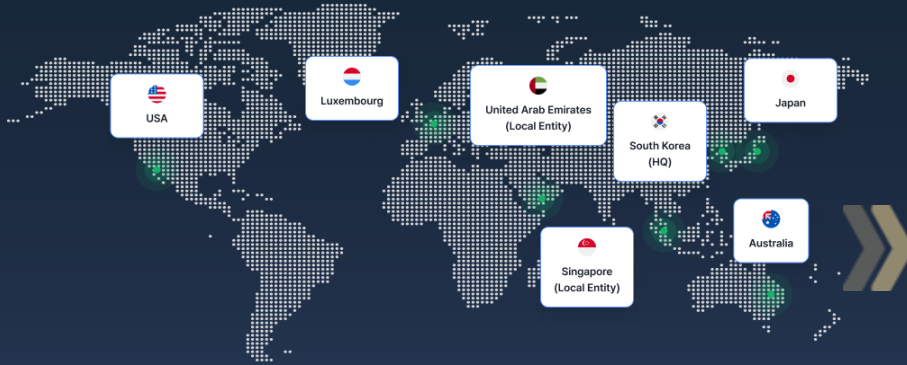 USA
Luxembourg
United Arab Emirates
(Local Entity)
South Korea
(HQ)
Japan
Singapore
(Local Entity)
Australia